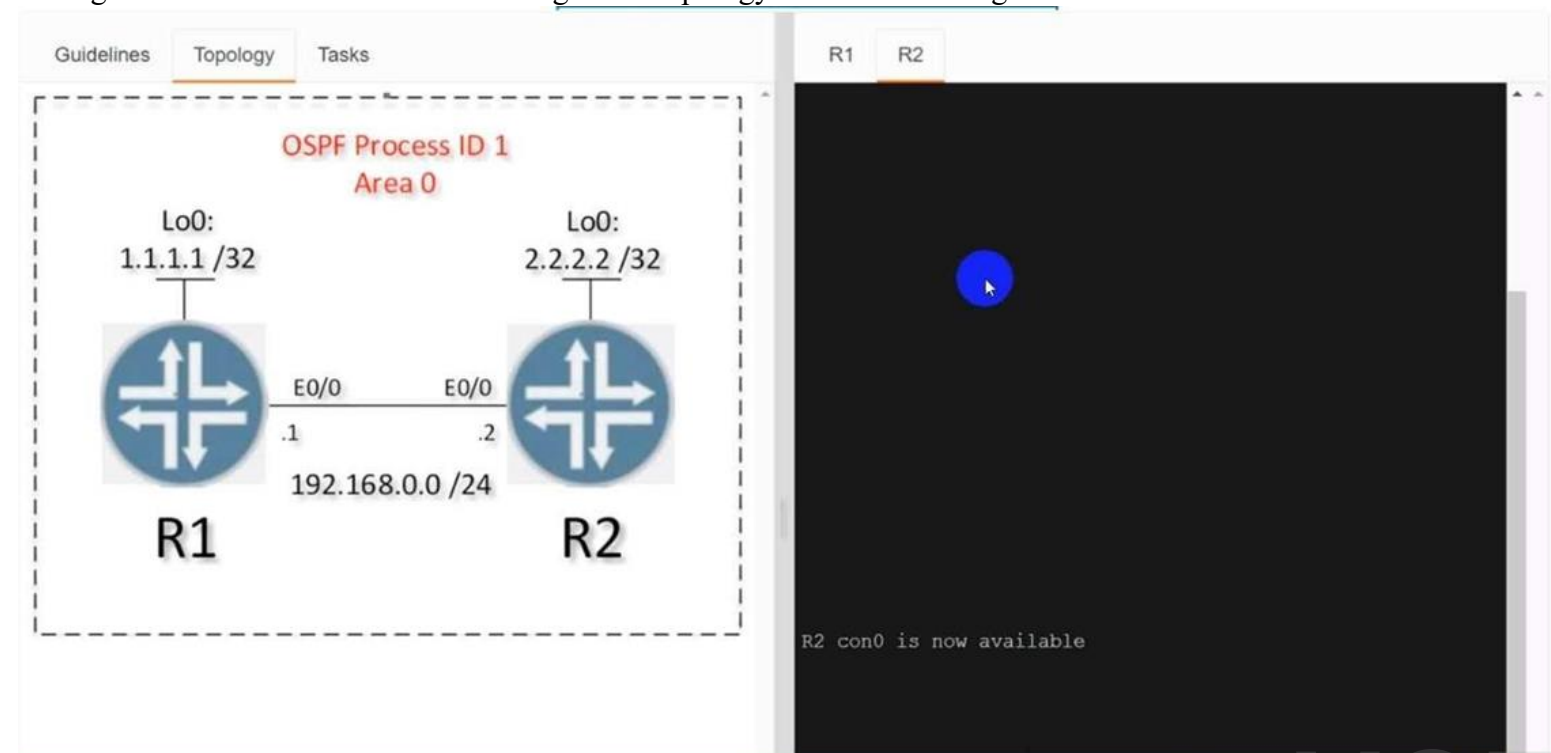 Guidelines Topology Tasks
R1 R2
OSPF Process ID 1
Area 0
Lo0:
1.1.1.1 /32
Lo0:
2.2.2.2 /32
E0/0 E0/0
.1 .2
192.168.0.0 /24
R1 R2
R2 con0 is now available